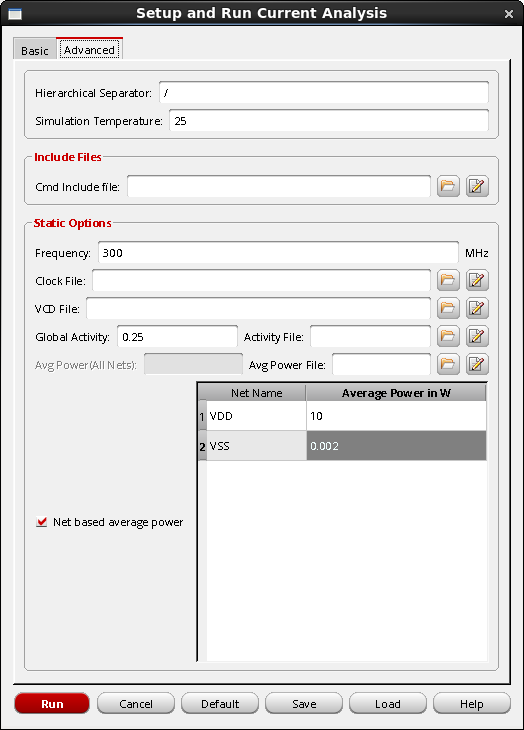 Setup and Run Current Analysis
Basic Advanced
Hierarchical Separator: /
Simulation Temperature: 25
Include Files
Cmd Include file:
Static Options
Frequency: 300 MHz
Clock File:
VCD File:
Global Activity: 0.25 Activity File:
Avg Power(All Nets): Avg Power File:
Net Name Average Power in W
1 VDD 10
2 VSS 0.002
Net based average power
Run Cancel Default Save Load Help